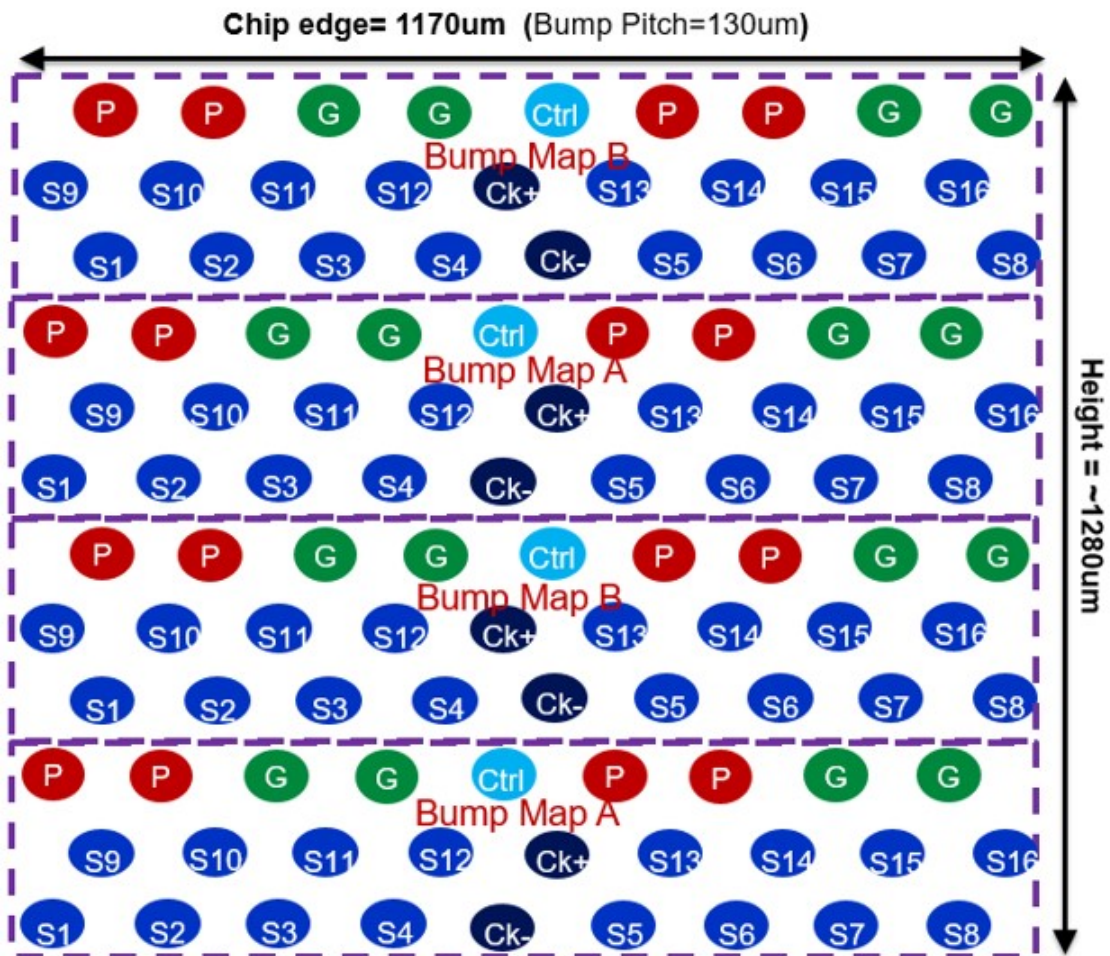 Chip edge= 1170um (Bump Pitch=130um)
P P G G Ctrl P P G G
Bump Map B
S9 S10 S11 S12 Ck+ S13 S14 S15 S16
S1 S2 S3 S4 Ck- S5 S6 S7 S8
P P G G Ctrl P P G G
Bump Map A
S9 S10 S11 S12 Ck+ S13 S14 S15 S16
S1 S2 S3 S4 Ck- S5 S6 S7 S8
P P G G Ctrl P P G G
Bump Map B
S9 S10 S11 S12 Ck+ S13 S14 S15 S16
S1 S2 S3 S4 Ck- S5 S6 S7 S8
P P G G Ctrl P P G G
Bump Map A
S9 S10 S11 S12 Ck+ S13 S14 S15 S16
S1 S2 S3 S4 Ck- S5 S6 S7 S8
Height = ~1280um